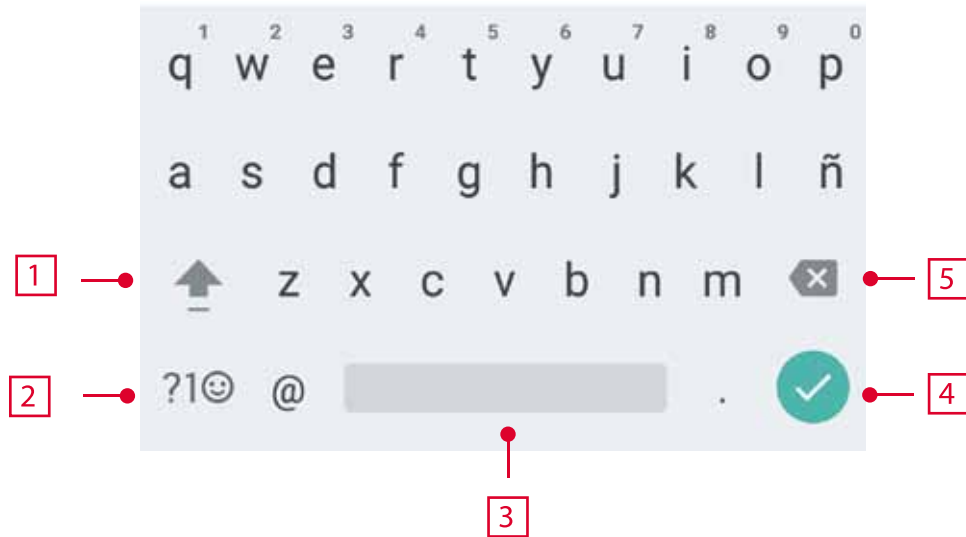 1 2 3 4 5 6 7 8 9 0
q w e r t y u i o p
a s d f g h j k l ñ
1 z x c v b n m 5
2 ?1☺ @ . 4
3